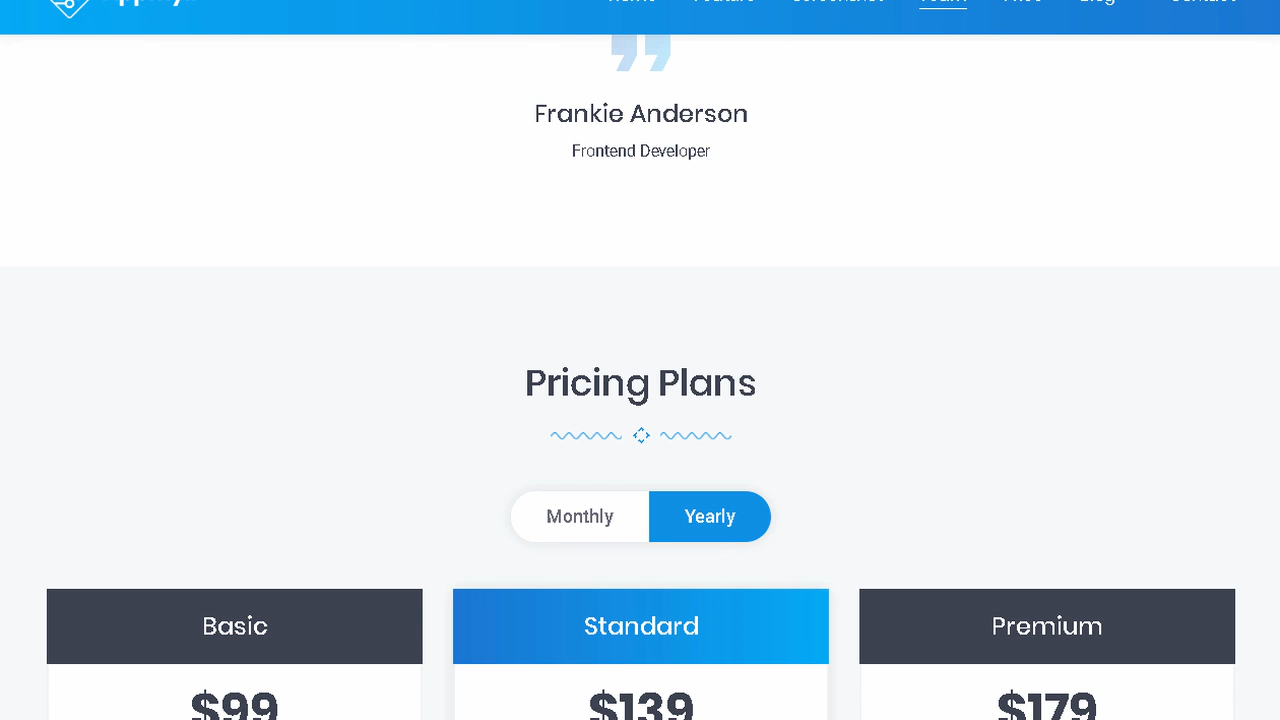 Frankie Anderson
Frontend Developer
Pricing Plans
Monthly Yearly
Basic Standard Premium
$99 $139 $179